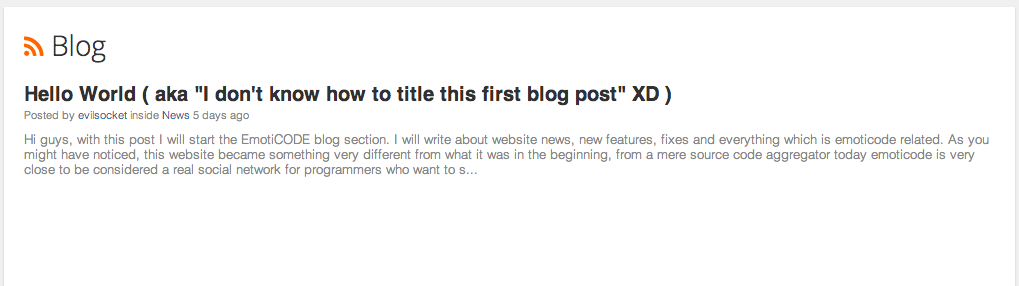 Blog
Hello World ( aka "I don't know how to title this first blog post" XD )
Posted by evilsocket inside News 5 days ago
Hi guys, with this post I will start the EmotiCODE blog section. I will write about website news, new features, fixes and everything which is emoticode related. As you
might have noticed, this website became something very different from what it was in the beginning, from a mere source code aggregator today emoticode is very
close to be considered a real social network for programmers who want to s...